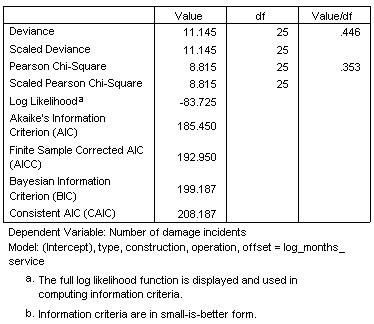 Value df Value/df
Deviance 11.145 25 .446
Scaled Deviance 11.145 25
Pearson Chi-Square 8.815 25 .353
Scaled Pearson Chi-Square 8.815 25
Log Likelihooda -83.725
Akaike's Information
Criterion (AIC) 185.450
Finite Sample Corrected AIC
(AICC) 192.950
Bayesian Information
Criterion (BIC) 199.187
Consistent AIC (CAIC) 208.187
Dependent Variable: Number of damage incidents
Model: (Intercept), type, construction, operation, offset = log_months_
service
a. The full log likelihood function is displayed and used in
computing information criteria.
b. Information criteria are in small-is-better form.